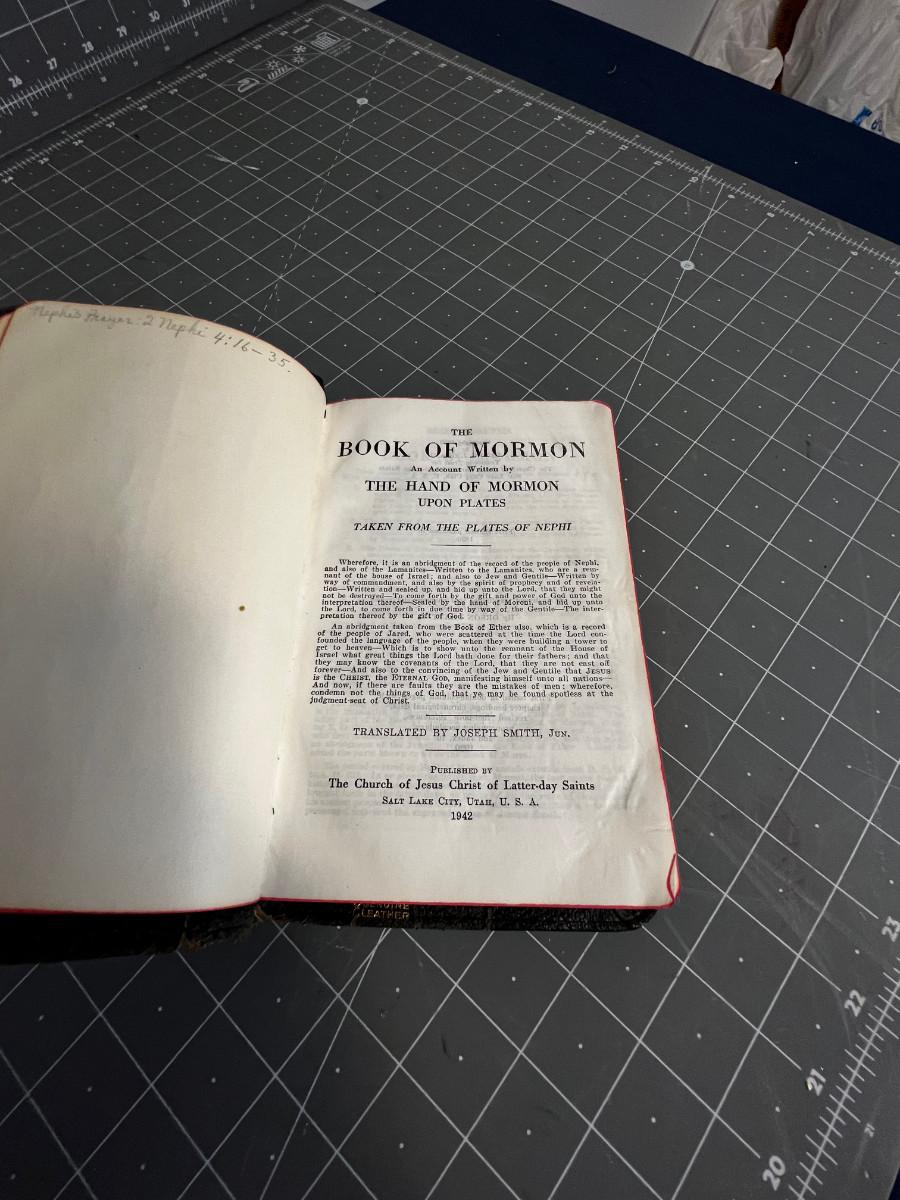 Nephi's Prayer: 2 Nephi 4:16-35.
THE
BOOK OF MORMON
An Account Written by
THE HAND OF MORMON
UPON PLATES
TAKEN FROM THE PLATES OF NEPHI
Wherefore, it is an abridgment of the record of the people of Nephi,
and also of the Lamanites—Written to the Lamanites, who are a rem-
nant of the house of Israel; and also to Jew and Gentile—Written by
way of commandment, and also by the spirit of prophecy and of revela-
tion—Written and sealed up, and hid up unto the Lord, that they might
not be destroyed—To come forth by the gift and power of God unto the
interpretation thereof—Sealed by the hand of Moroni, and hid up unto
the Lord, to come forth in due time by way of the Gentile—The inter-
pretation thereof by the gift of God.
An abridgment taken from the Book of Ether also, which is a record
of the people of Jared, who were scattered at the time the Lord con-
founded the language of the people, when they were building a tower to
get to heaven—Which is to show unto the remnant of the House of
Israel what great things the Lord hath done for their fathers; and that
they may know the covenants of the Lord, that they are not cast off
forever—And also to the convincing of the Jew and Gentile that JESUS
is the CHRIST, the ETERNAL GOD, manifesting himself unto all nations—
And now, if there are faults they are the mistakes of men; wherefore,
condemn not the things of God, that ye may be found spotless at the
judgment-seat of Christ.
TRANSLATED BY JOSEPH SMITH, JUN.
PUBLISHED BY
The Church of Jesus Christ of Latter-day Saints
SALT LAKE CITY, UTAH, U. S. A.
1942
GENUINE
LEATHER
26
27
28
29
30
31
23
22
21
20